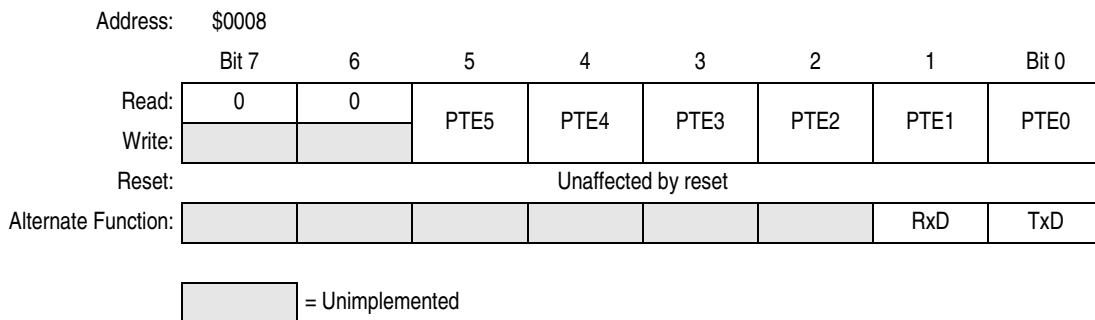 Address: $0008
Bit 7 6 5 4 3 2 1 Bit 0
Read: 0 0 PTE5 PTE4 PTE3 PTE2 PTE1 PTE0
Write:
Reset: Unaffected by reset
Alternate Function: RxD TxD
= Unimplemented